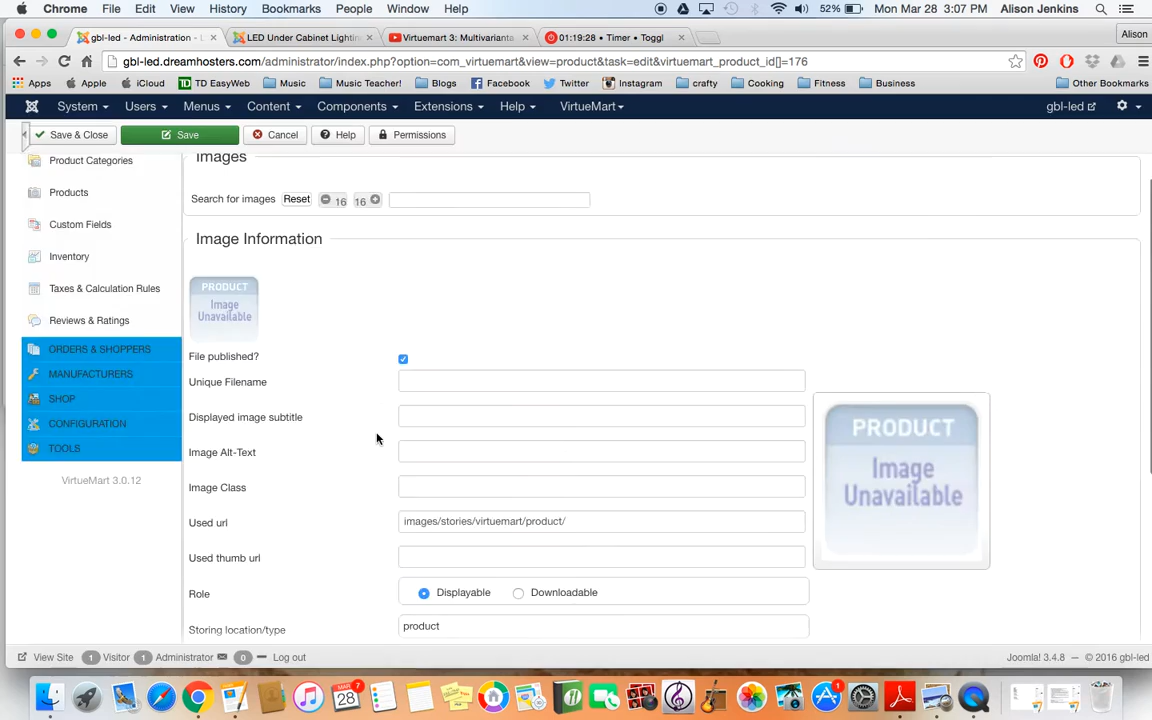 Chrome File Edit View History Bookmarks People Window Help 52% Mon Mar 28 3:07 PM Alison Jenkins
gbl-led - Administration - LED Under Cabinet Lightin Virtuemart 3: Multivarianta 01:19:28 • Timer • Toggl Alison
gbl-led.dreamhosters.com/administrator/index.php?option=com_virtuemart&view=product&task=edit&virtuemart_product_id[]=176
Apps Apple iCloud TD EasyWeb Music Music Teacher! Blogs Facebook Twitter Instagram crafty Cooking Fitness Business Other Bookmarks
System Users Menus Content Components Extensions Help VirtueMart gbl-led
Save & Close Save Cancel Help Permissions
Product Categories
Products
Custom Fields
Inventory
Taxes & Calculation Rules
Reviews & Ratings
ORDERS & SHOPPERS
MANUFACTURERS
SHOP
CONFIGURATION
TOOLS
VirtueMart 3.0.12
Images
Search for images Reset 16 16
Image Information
PRODUCT
Image
Unavailable
File published?
Unique Filename
Displayed image subtitle
Image Alt-Text
Image Class
Used url images/stories/virtuemart/product/
Used thumb url
Role Displayable Downloadable
Storing location/type product
PRODUCT
Image
Unavailable
View Site 1 Visitor 1 Administrator 0 Log out Joomla! 3.4.8 — © 2016 gbl-led
MAR 28 7 1